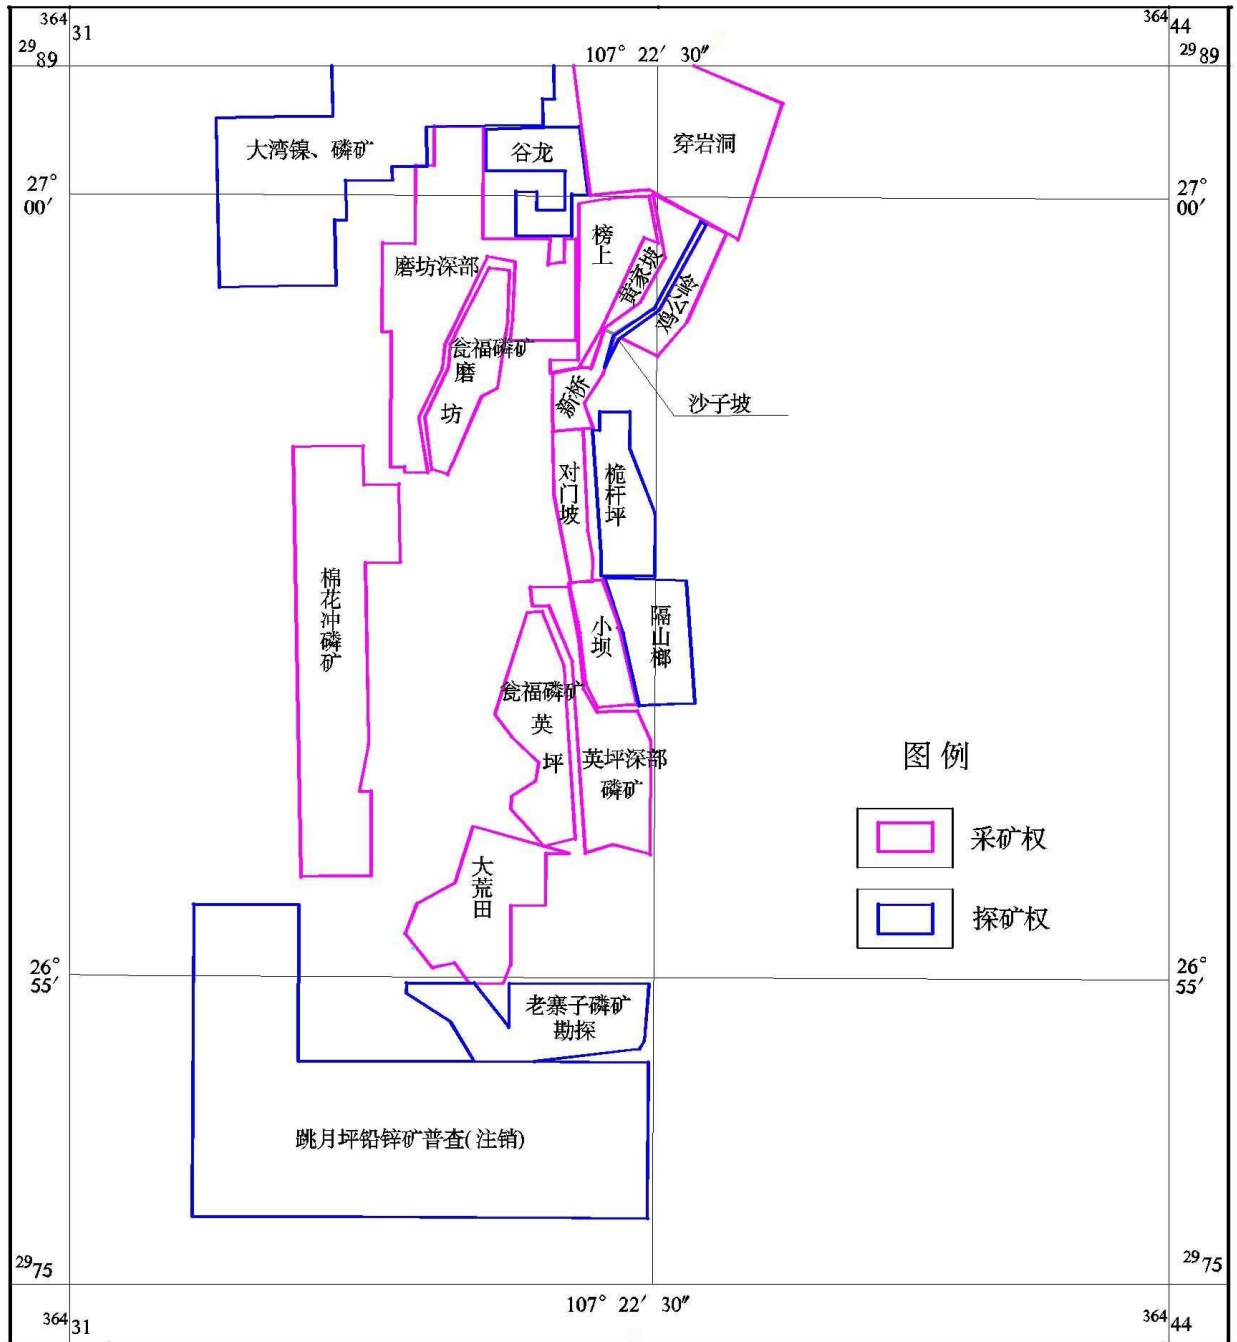 364 31
364 44
29 89
107° 22′ 30″
29 89
大湾镍、磷矿
谷龙
穿岩洞
27° 00′
27° 00′
榜上
磨坊深部
黄家坡
鸡公岭
瓮福磷矿
磨坊
新桥
沙子坡
对门坡
桅杆坪
棉花冲磷矿
小坝
隔山榔
瓮福磷矿
英坪
英坪深部
磷矿
图例
采矿权
大荒田
探矿权
26° 55′
26° 55′
老寨子磷矿
勘探
跳月坪铅锌矿普查(注销)
29 75
29 75
107° 22′ 30″
364 31
364 44